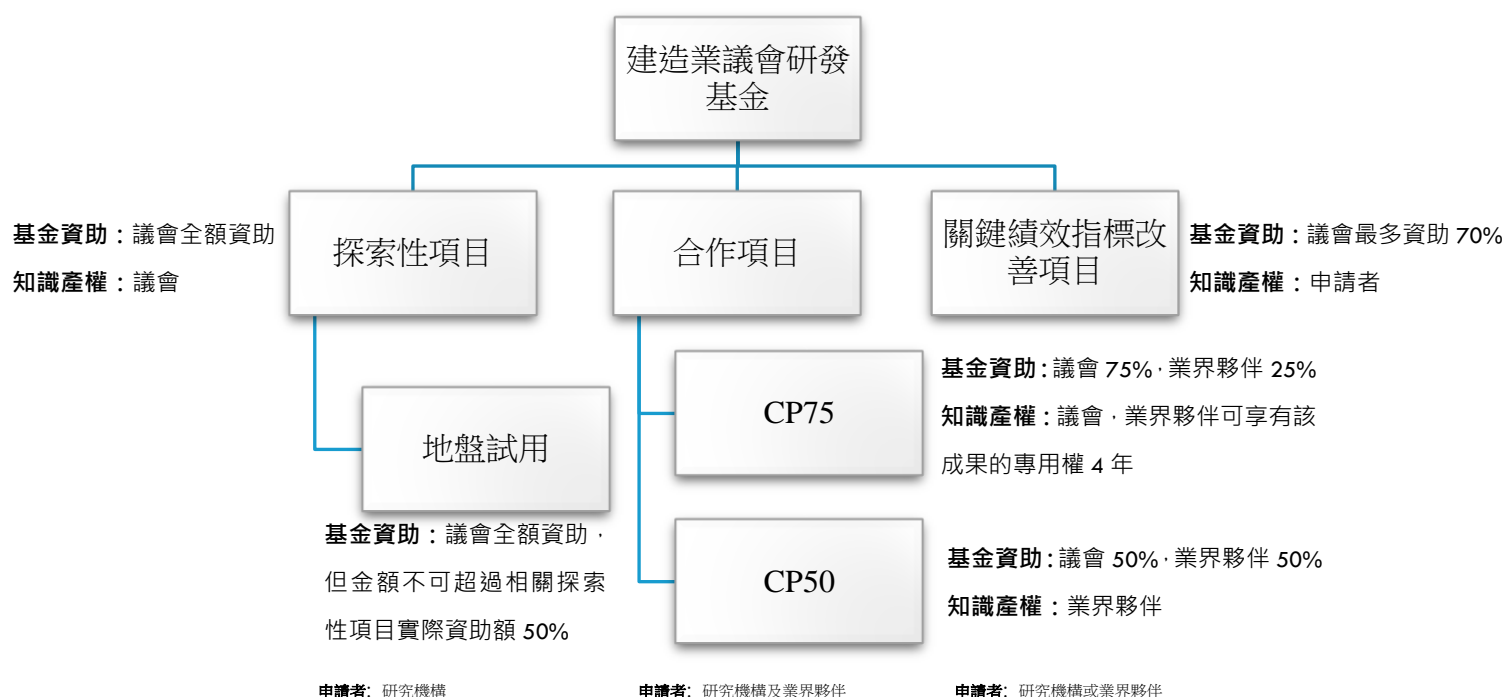 建造業議會研發
基金
探索性項目
基金資助：議會全額資助
知識產權：議會
合作項目
關鍵績效指標改
善項目
基金資助：議會最多資助 70%
知識產權：申請者
地盤試用
基金資助：議會全額資助，
但金額不可超過相關探索
性項目實際資助額 50%
CP75
基金資助：議會 75%，業界夥伴 25%
知識產權：議會，業界夥伴可享有該
成果的專用權 4 年
CP50
基金資助：議會 50%，業界夥伴 50%
知識產權：業界夥伴
申請者: 研究機構
申請者: 研究機構及業界夥伴
申請者: 研究機構或業界夥伴